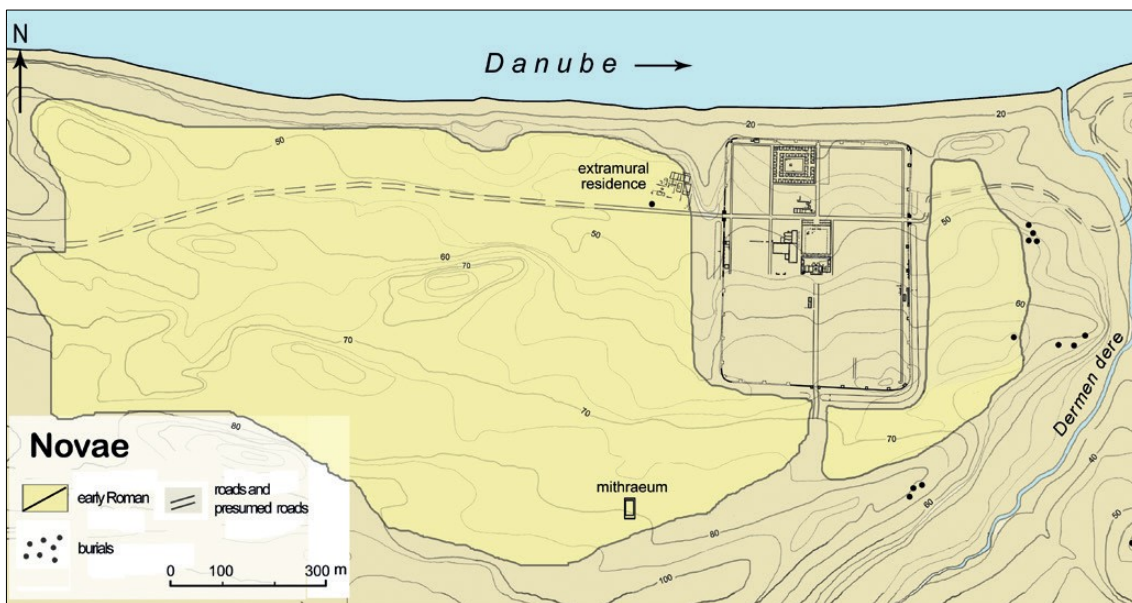 N
Danube
20
20
50
extramural
residence
50
50
60
70
60
70
70
70
80
Dermen dere
Novae
early Roman
roads and
presumed roads
burials
mithraeum
80
60
40
50
100
0 100 300 m